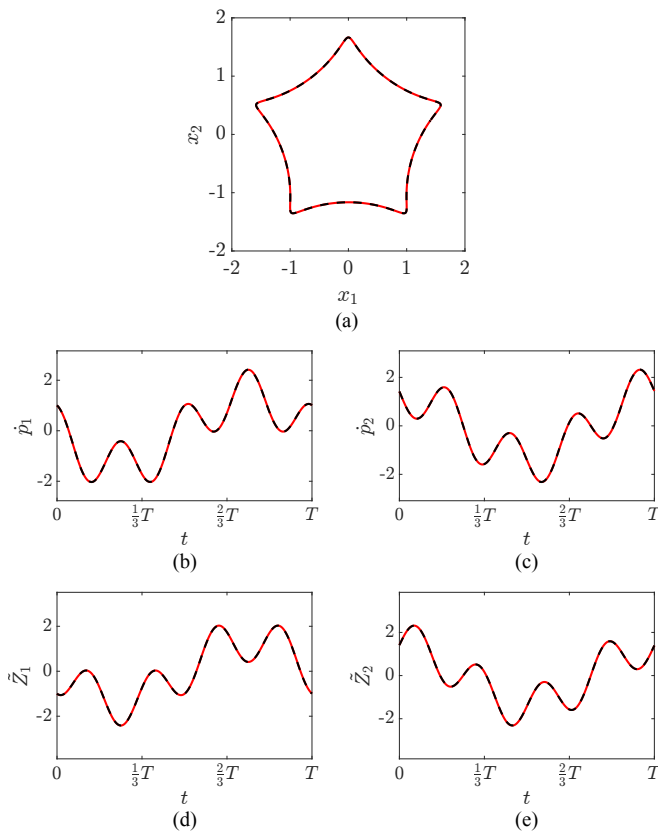 2
1
0
-1
-2
x₂
-2 -1 0 1 2
x₁
(a)
2
0
-2
ṗ₁
0 ⅓T ⅔T T
t
(b)
2
0
-2
ṗ₂
0 ⅓T ⅔T T
t
(c)
2
0
-2
Z̃₁
0 ⅓T ⅔T T
t
(d)
2
0
-2
Z̃₂
0 ⅓T ⅔T T
t
(e)